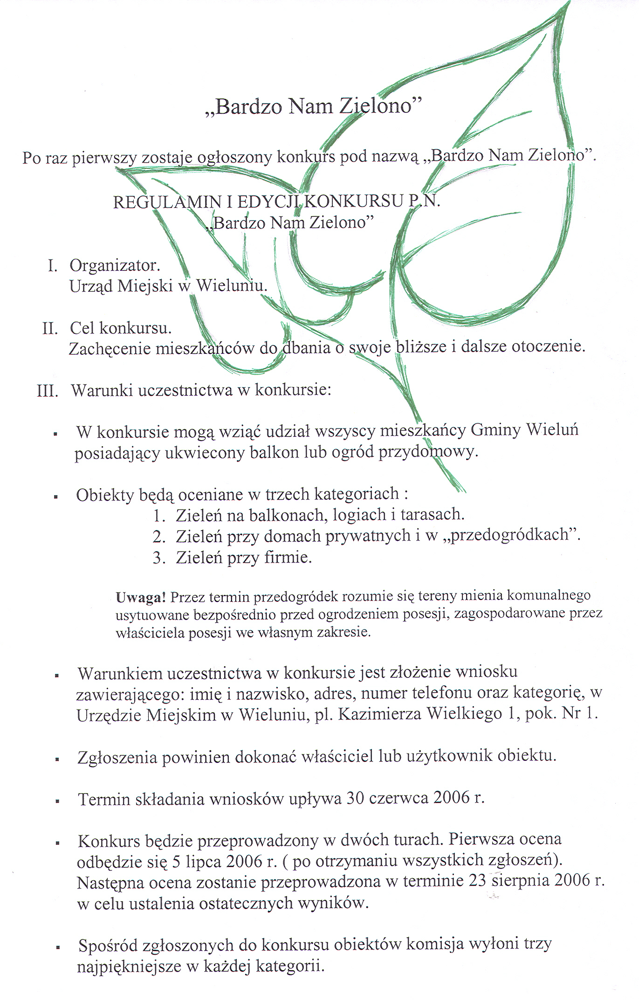 „Bardzo Nam Zielono”
Po raz pierwszy zostaje ogłoszony konkurs pod nazwą „Bardzo Nam Zielono”.
REGULAMIN I EDYCJI KONKURSU P.N.
„Bardzo Nam Zielono”
I. Organizator.
Urząd Miejski w Wieluniu.
II. Cel konkursu.
Zachęcenie mieszkańców do dbania o swoje bliższe i dalsze otoczenie.
III. Warunki uczestnictwa w konkursie:
▪ W konkursie mogą wziąć udział wszyscy mieszkańcy Gminy Wieluń
posiadający ukwiecony balkon lub ogród przydomowy.
▪ Obiekty będą oceniane w trzech kategoriach :
1. Zieleń na balkonach, logiach i tarasach.
2. Zieleń przy domach prywatnych i w „przedogródkach”.
3. Zieleń przy firmie.
Uwaga! Przez termin przedogródek rozumie się tereny mienia komunalnego
usytuowane bezpośrednio przed ogrodzeniem posesji, zagospodarowane przez
właściciela posesji we własnym zakresie.
▪ Warunkiem uczestnictwa w konkursie jest złożenie wniosku
zawierającego: imię i nazwisko, adres, numer telefonu oraz kategorię, w
Urzędzie Miejskim w Wieluniu, pl. Kazimierza Wielkiego 1, pok. Nr 1.
▪ Zgłoszenia powinien dokonać właściciel lub użytkownik obiektu.
▪ Termin składania wniosków upływa 30 czerwca 2006 r.
▪ Konkurs będzie przeprowadzony w dwóch turach. Pierwsza ocena
odbędzie się 5 lipca 2006 r. ( po otrzymaniu wszystkich zgłoszeń).
Następna ocena zostanie przeprowadzona w terminie 23 sierpnia 2006 r.
w celu ustalenia ostatecznych wyników.
▪ Spośród zgłoszonych do konkursu obiektów komisja wyłoni trzy
najpiękniejsze w każdej kategorii.